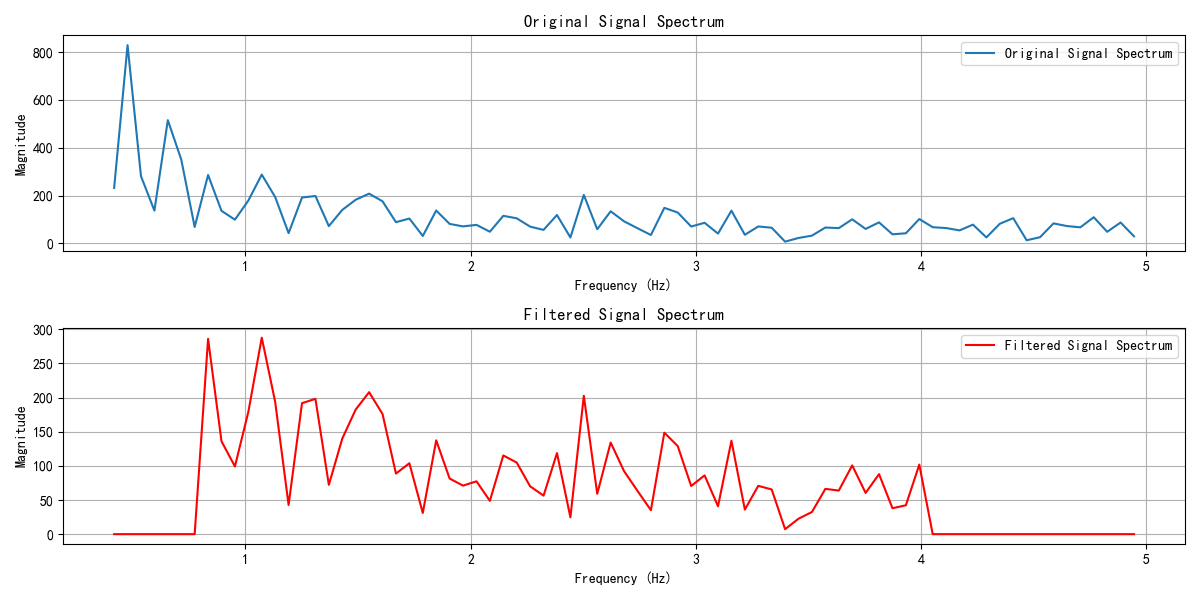 Original Signal Spectrum
Original Signal Spectrum
800
600
400
200
0
Magnitude
1 2 3 4 5
Frequency (Hz)
Filtered Signal Spectrum
Filtered Signal Spectrum
300
250
200
150
100
50
0
Magnitude
1 2 3 4 5
Frequency (Hz)